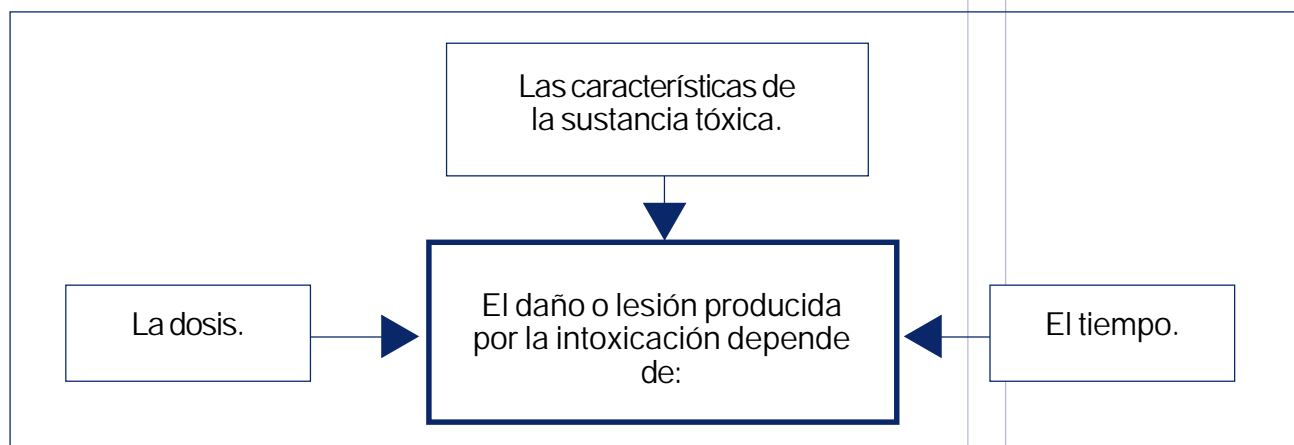 Las características de
la sustancia tóxica.
La dosis.
El daño o lesión producida
por la intoxicación depende
de:
El tiempo.